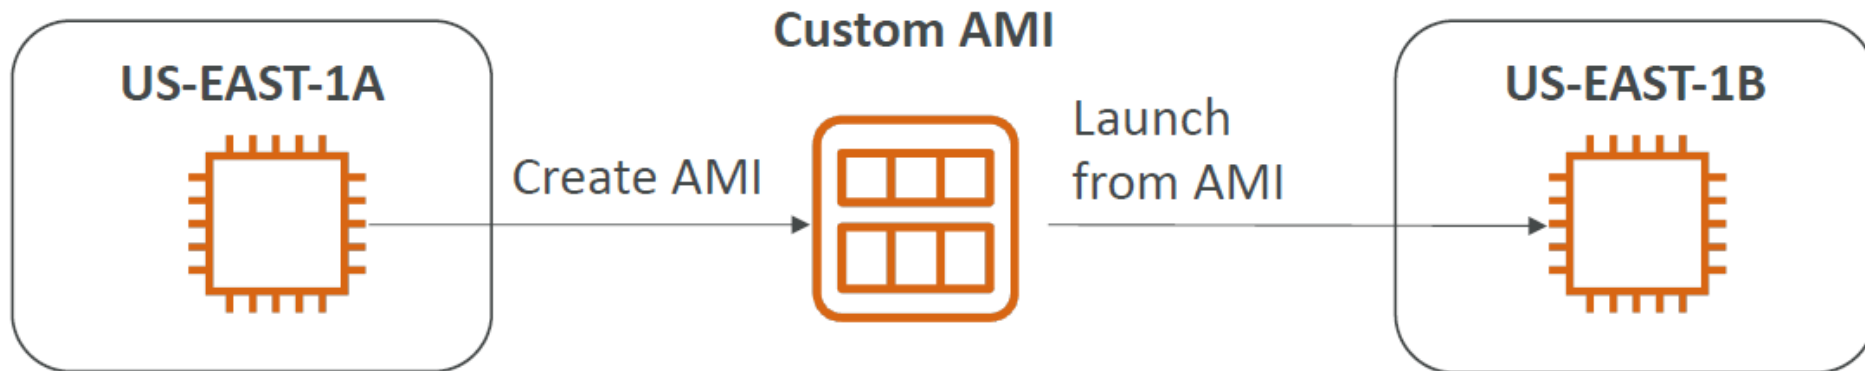 Custom AMI
US-EAST-1A
Create AMI
Launch
from AMI
US-EAST-1B